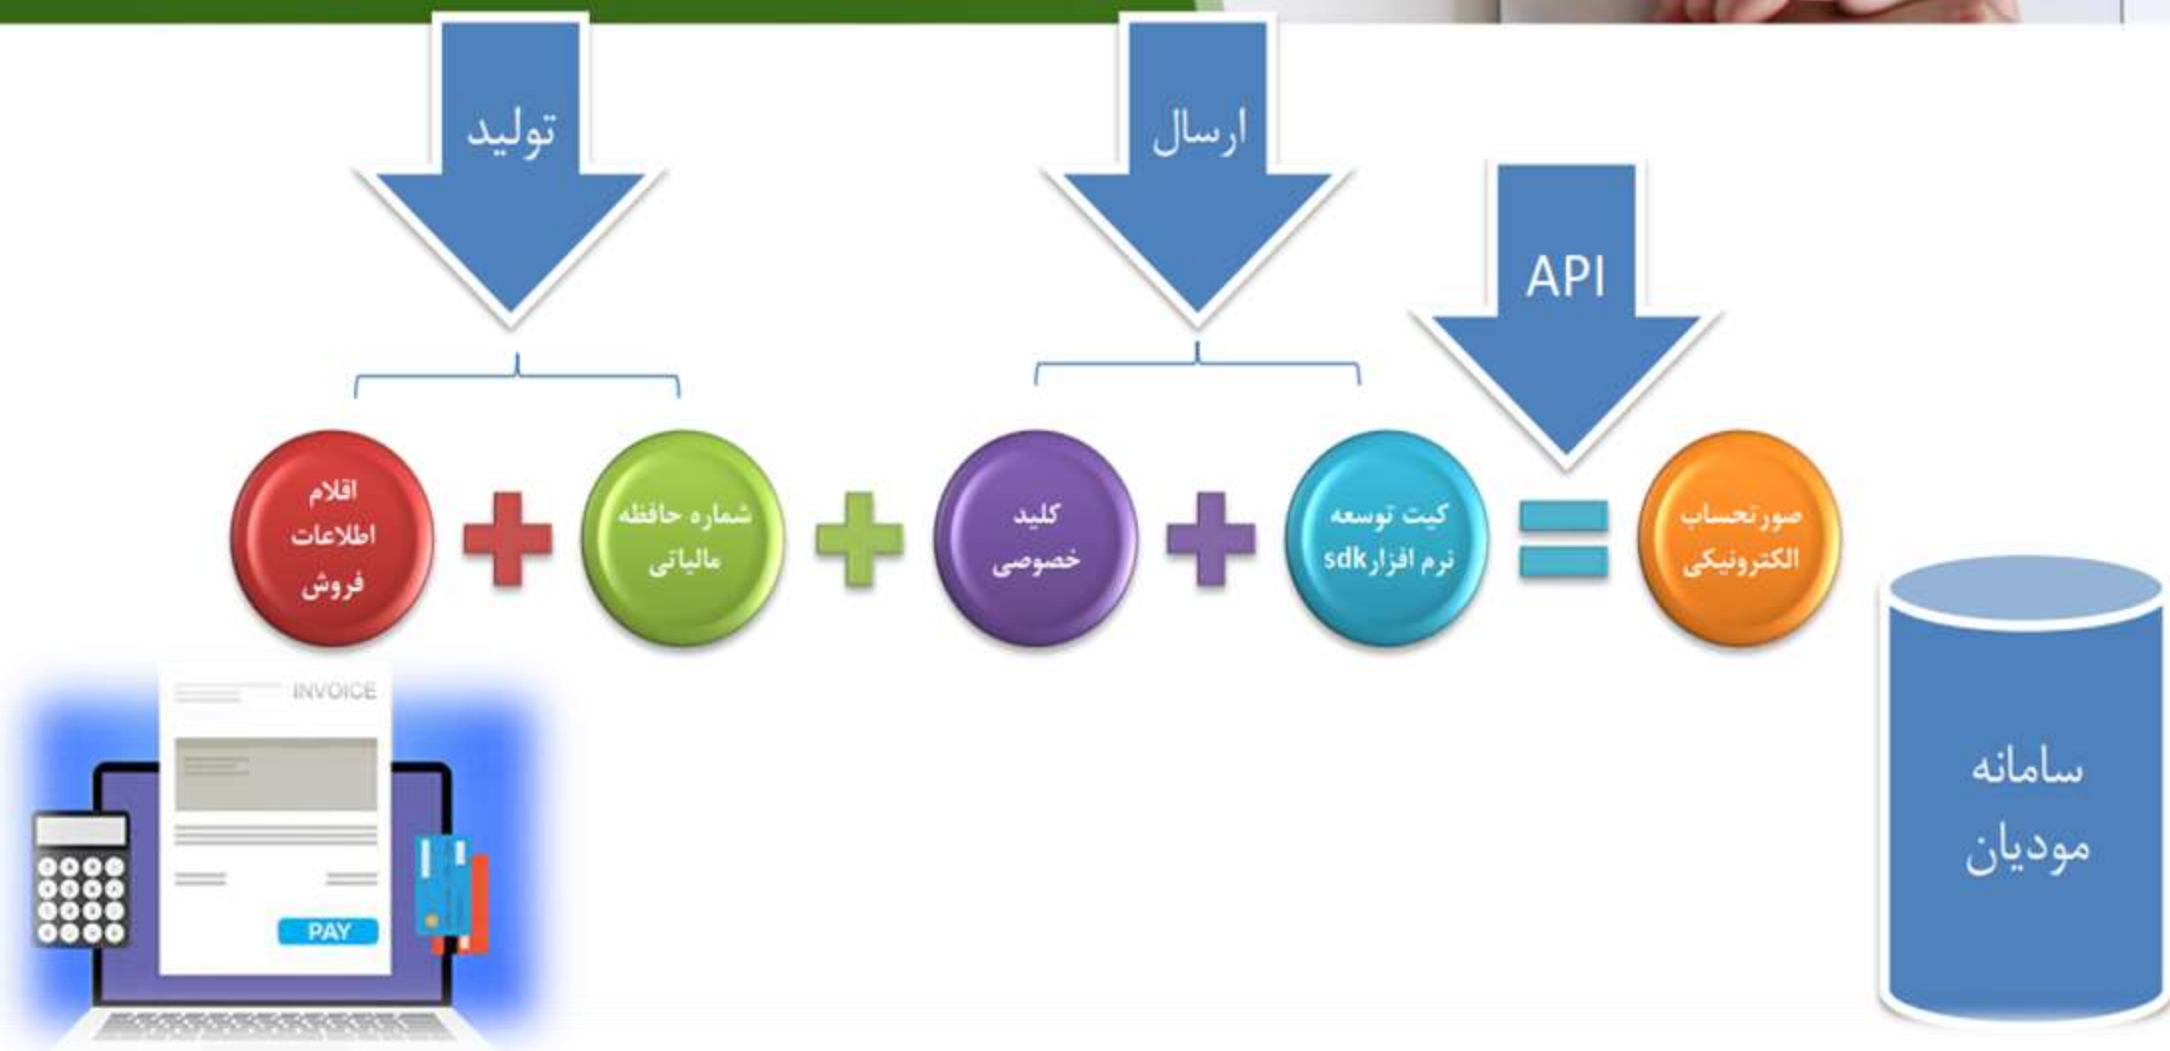 تولید
ارسال
API
اقلام
اطلاعات
فروش
شماره حافظه
مالیاتی
کلید
خصوصی
کیت توسعه
نرم افزارsdk
صورتحساب
الکترونیکی
سامانه
مودیان
INVOICE
PAY